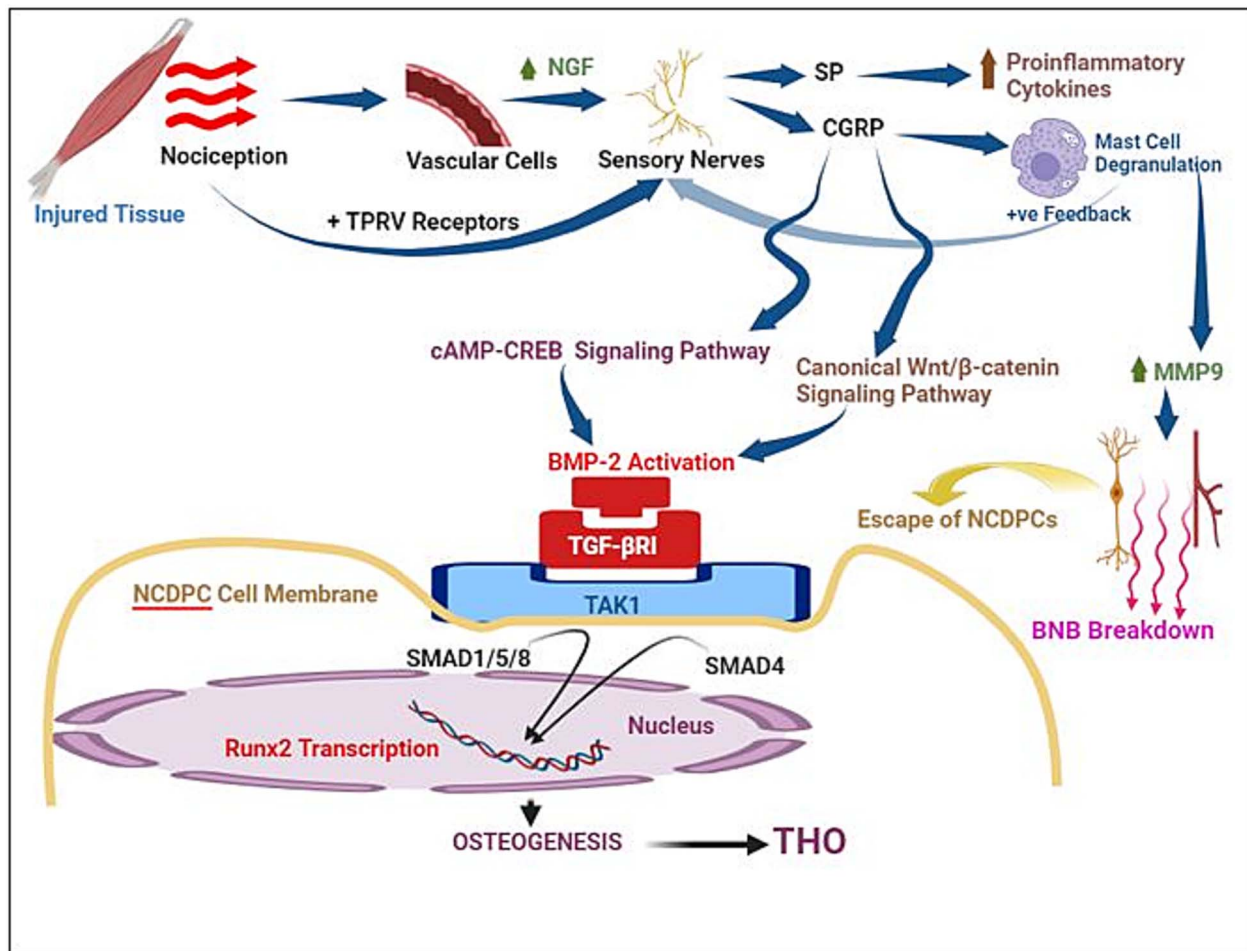 NGF
SP
Proinflammatory
Cytokines
CGRP
Nociception
Vascular Cells
Sensory Nerves
Mast Cell
Degranulation
Injured Tissue
+ TPRV Receptors
+ve Feedback
cAMP-CREB Signaling Pathway
Canonical Wnt/β-catenin
Signaling Pathway
MMP9
BMP-2 Activation
Escape of NCDPCs
TGF-βRI
NCDPC Cell Membrane
TAK1
BNB Breakdown
SMAD1/5/8
SMAD4
Nucleus
Runx2 Transcription
OSTEOGENESIS
THO